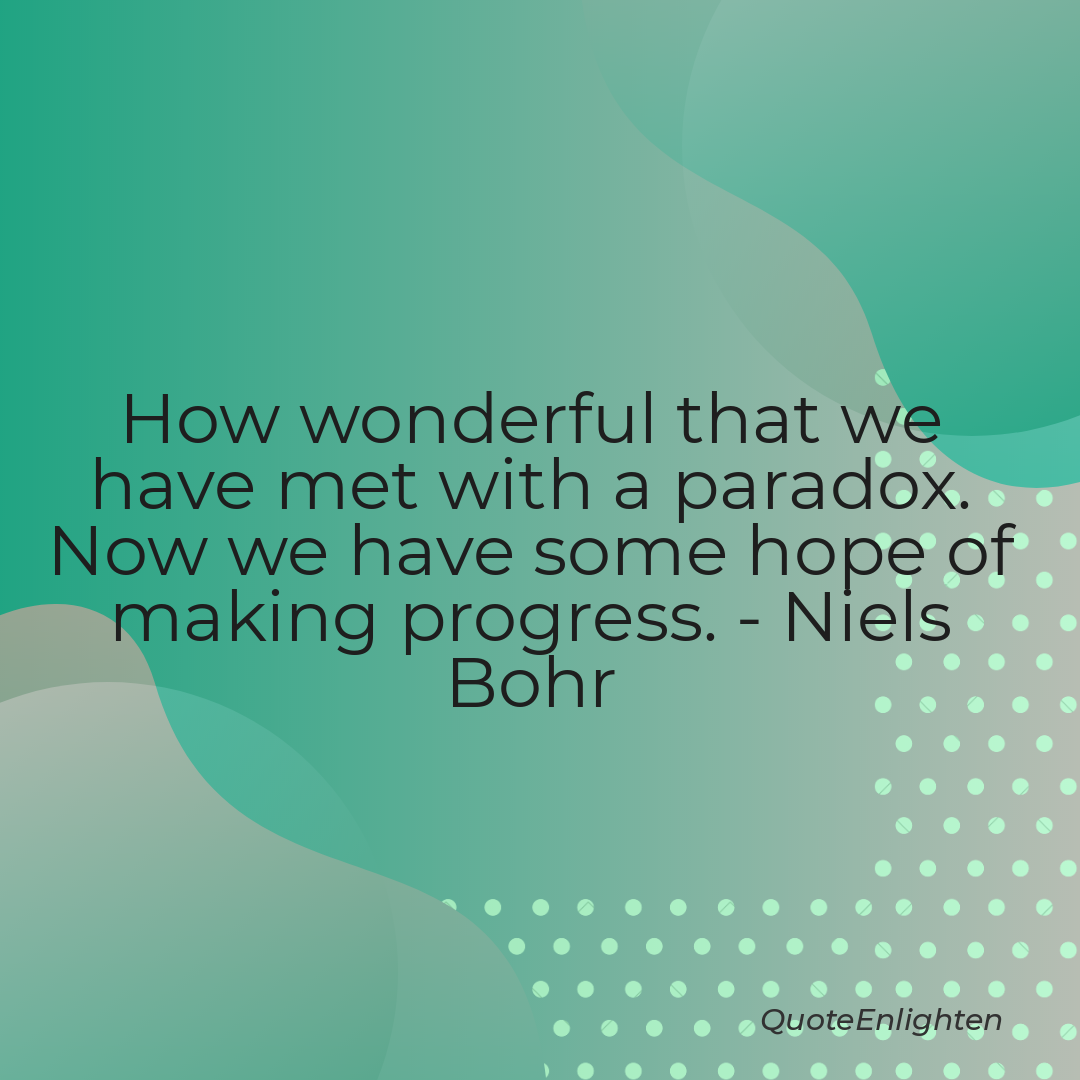 How wonderful that we
have met with a paradox.
Now we have some hope of
making progress. - Niels
Bohr
QuoteEnlighten